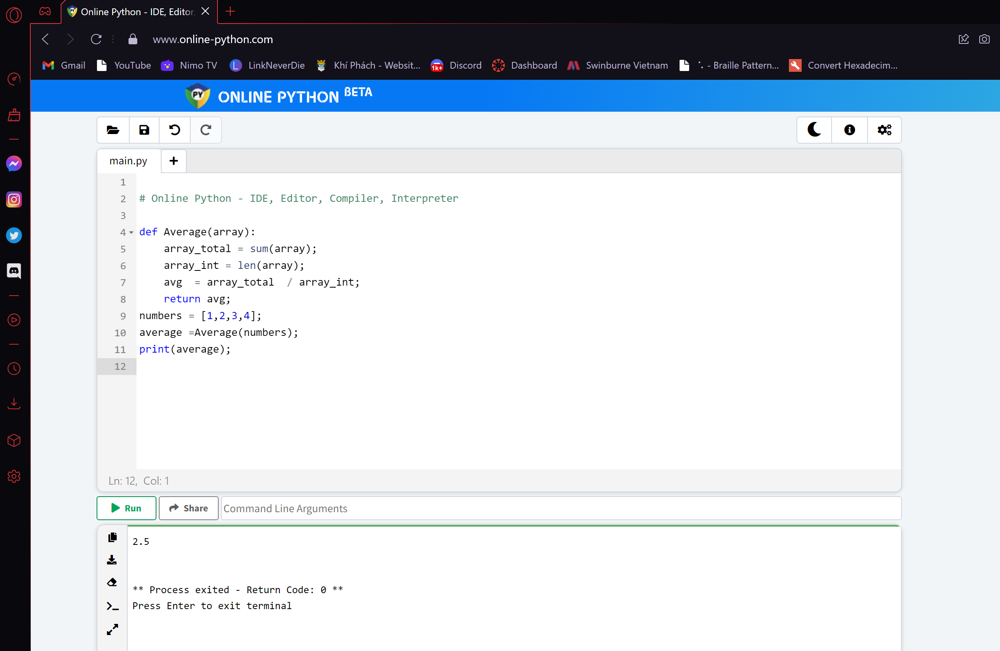 Online Python - IDE, Editor,
www.online-python.com
Gmail YouTube Nimo TV LinkNeverDie Khí Phách - Websit... 1k+ Discord Dashboard Swinburne Vietnam ⠡ - Braille Pattern... Convert Hexadecim...
PY ONLINE PYTHON BETA
main.py
1
2 # Online Python - IDE, Editor, Compiler, Interpreter
3
4 def Average(array):
5     array_total = sum(array);
6     array_int = len(array);
7     avg  = array_total  / array_int;
8     return avg;
9 numbers = [1,2,3,4];
10 average =Average(numbers);
11 print(average);
12
Ln: 12, Col: 1
Run Share Command Line Arguments
2.5
** Process exited - Return Code: 0 **
Press Enter to exit terminal